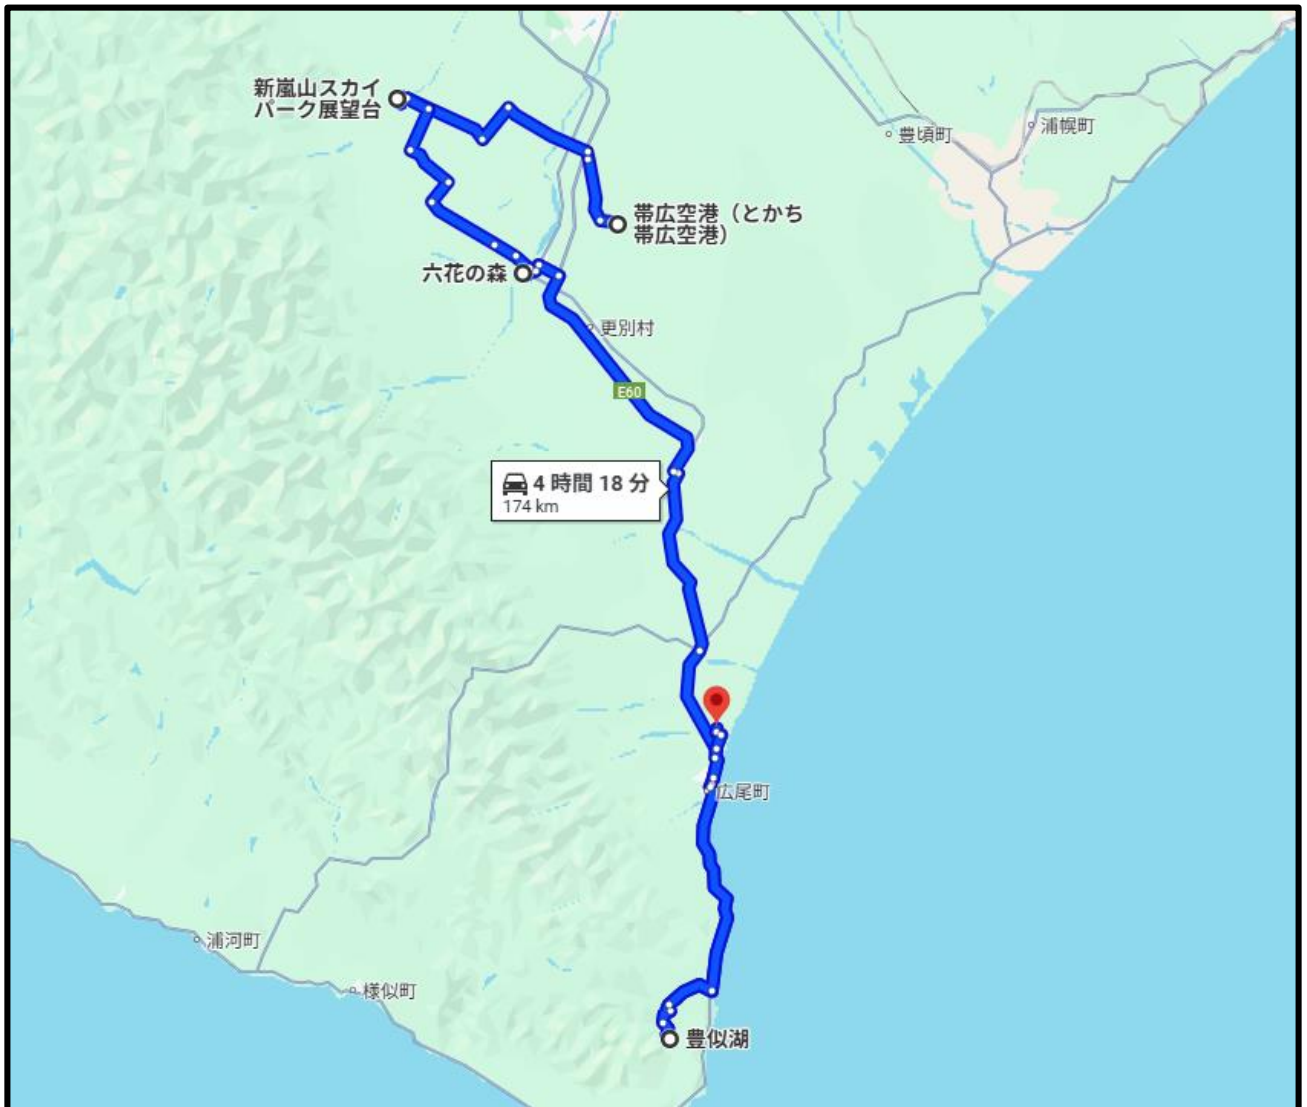 新嵐山スカイ
パーク展望台
豊頃町
浦幌町
帯広空港（とかち
帯広空港）
六花の森
更別村
E60
4 時間 18 分
174 km
広尾町
浦河町
様似町
豊似湖